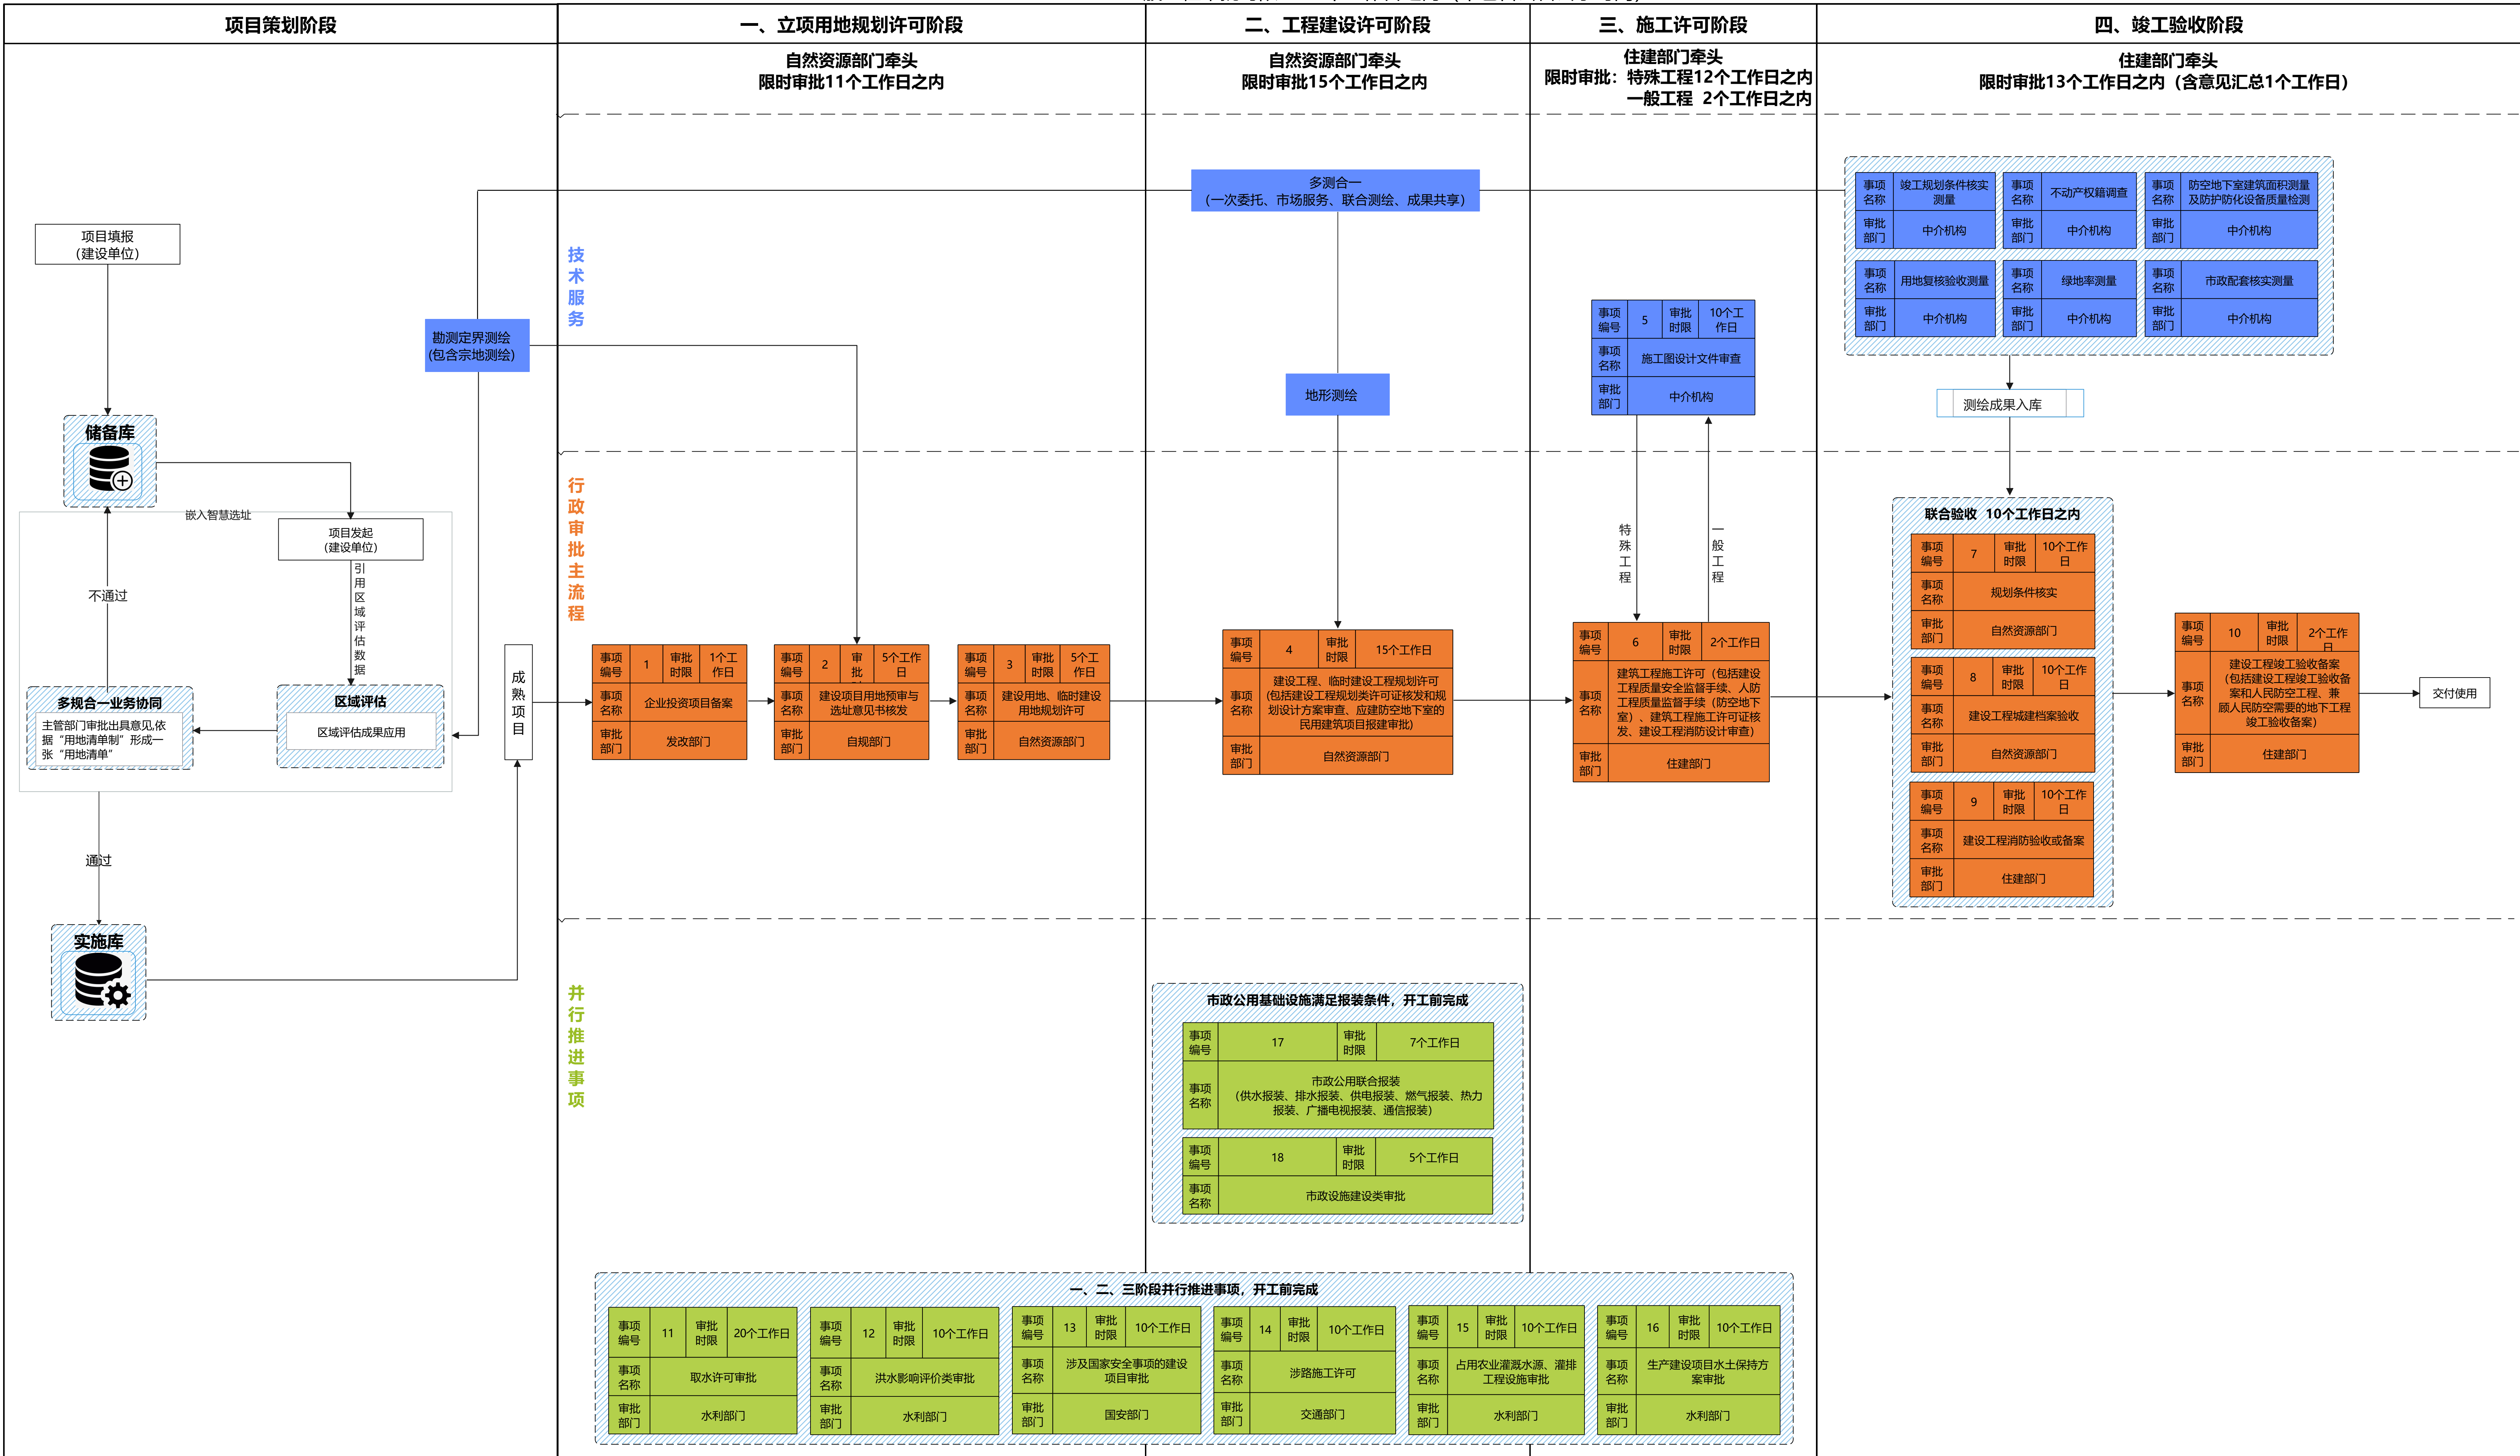 项目策划阶段
一、立项用地规划许可阶段
二、工程建设许可阶段
三、施工许可阶段
四、竣工验收阶段
自然资源部门牵头
限时审批11个工作日之内
自然资源部门牵头
限时审批15个工作日之内
住建部门牵头
限时审批：特殊工程12个工作日之内
一般工程 2个工作日之内
住建部门牵头
限时审批13个工作日之内（含意见汇总1个工作日）
项目填报
（建设单位）
储备库
嵌入智慧选址
项目发起
（建设单位）
引用区域评估数据
不通过
多规合一业务协同
主管部门审批出具意见,依
据“用地清单制”形成一
张“用地清单”
区域评估
区域评估成果应用
通过
实施库
勘测定界测绘
(包含宗地测绘)
成熟项目
技术服务
多测合一
（一次委托、市场服务、联合测绘、成果共享）
地形测绘
事项
编号
5
审批
时限
10个工
作日
事项
名称
施工图设计文件审查
审批
部门
中介机构
事项
名称
竣工规划条件核实
测量
审批
部门
中介机构
事项
名称
不动产权籍调查
审批
部门
中介机构
事项
名称
防空地下室建筑面积测量
及防护防化设备质量检测
审批
部门
中介机构
事项
名称
用地复核验收测量
审批
部门
中介机构
事项
名称
绿地率测量
审批
部门
中介机构
事项
名称
市政配套核实测量
审批
部门
中介机构
测绘成果入库
行政审批主流程
事项
编号
1
审批
时限
1个工
作日
事项
名称
企业投资项目备案
审批
部门
发改部门
事项
编号
2
审
批
5个工作
日
事项
名称
建设项目用地预审与
选址意见书核发
审批
部门
自规部门
事项
编号
3
审批
时限
5个工
作日
事项
名称
建设用地、临时建设
用地规划许可
审批
部门
自然资源部门
事项
编号
4
审批
时限
15个工作日
事项
名称
建设工程、临时建设工程规划许可
(包括建设工程规划类许可证核发和规
划设计方案审查、应建防空地下室的
民用建筑项目报建审批)
审批
部门
自然资源部门
特殊工程
一般工程
事项
编号
6
审批
时限
2个工作日
事项
名称
建筑工程施工许可（包括建设
工程质量安全监督手续、人防
工程质量监督手续（防空地下
室）、建筑工程施工许可证核
发、建设工程消防设计审查）
审批
部门
住建部门
联合验收 10个工作日之内
事项
编号
7
审批
时限
10个工作
日
事项
名称
规划条件核实
审批
部门
自然资源部门
事项
编号
8
审批
时限
10个工作
日
事项
名称
建设工程城建档案验收
审批
部门
自然资源部门
事项
编号
9
审批
时限
10个工作
日
事项
名称
建设工程消防验收或备案
审批
部门
住建部门
事项
编号
10
审批
时限
2个工作
日
事项
名称
建设工程竣工验收备案
（包括建设工程竣工验收备
案和人民防空工程、兼
顾人民防空需要的地下工程
竣工验收备案）
审批
部门
住建部门
交付使用
并行推进事项
市政公用基础设施满足报装条件，开工前完成
事项
编号
17
审批
时限
7个工作日
事项
名称
市政公用联合报装
（供水报装、排水报装、供电报装、燃气报装、热力
报装、广播电视报装、通信报装）
事项
编号
18
审批
时限
5个工作日
事项
名称
市政设施建设类审批
一、二、三阶段并行推进事项，开工前完成
事项
编号
11
审批
时限
20个工作日
事项
名称
取水许可审批
审批
部门
水利部门
事项
编号
12
审批
时限
10个工作日
事项
名称
洪水影响评价类审批
审批
部门
水利部门
事项
编号
13
审批
时限
10个工作日
事项
名称
涉及国家安全事项的建设
项目审批
审批
部门
国安部门
事项
编号
14
审批
时限
10个工作日
事项
名称
涉路施工许可
审批
部门
交通部门
事项
编号
15
审批
时限
10个工作日
事项
名称
占用农业灌溉水源、灌排
工程设施审批
审批
部门
水利部门
事项
编号
16
审批
时限
10个工作日
事项
名称
生产建设项目水土保持方
案审批
审批
部门
水利部门